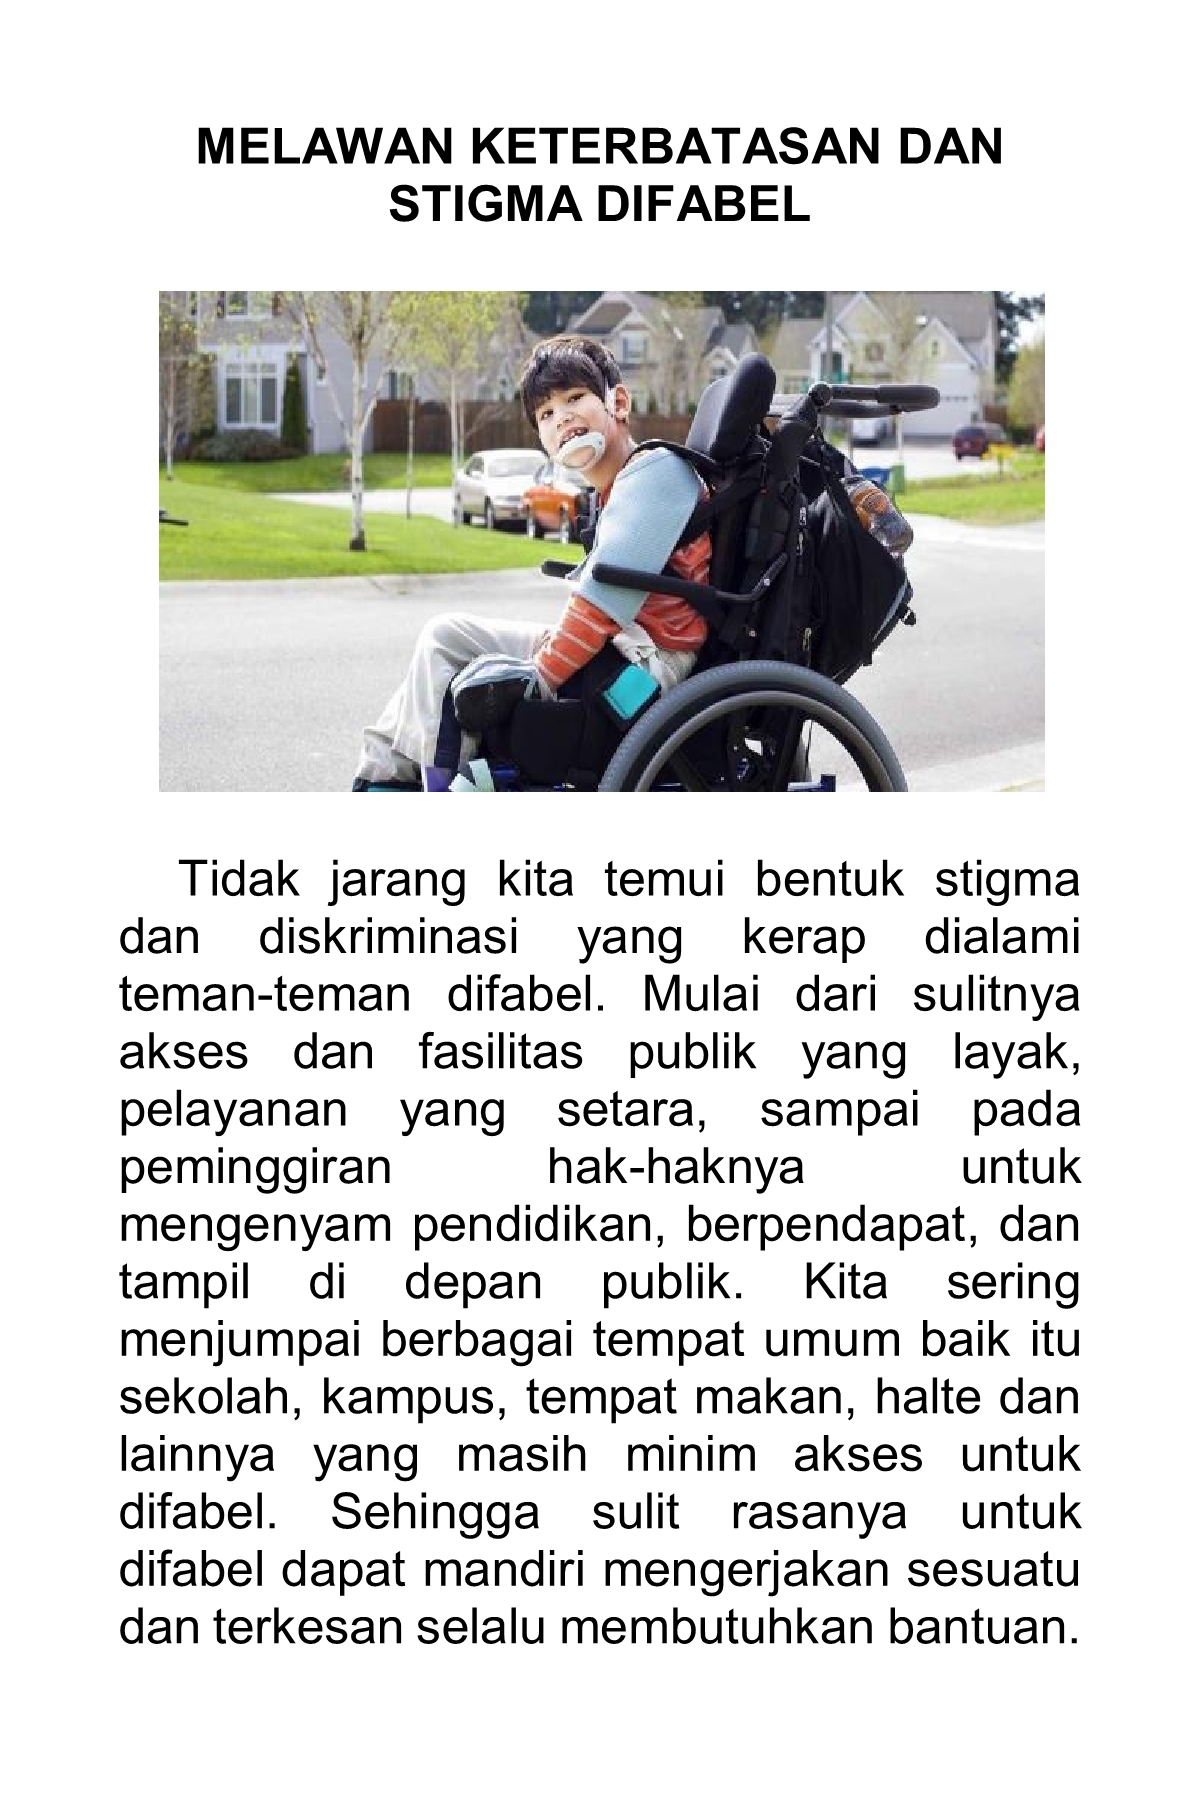 MELAWAN KETERBATASAN DAN
STIGMA DIFABEL
Tidak jarang kita temui bentuk stigma
dan diskriminasi yang kerap dialami
teman-teman difabel. Mulai dari sulitnya
akses dan fasilitas publik yang layak,
pelayanan yang setara, sampai pada
peminggiran hak-haknya untuk
mengenyam pendidikan, berpendapat, dan
tampil di depan publik. Kita sering
menjumpai berbagai tempat umum baik itu
sekolah, kampus, tempat makan, halte dan
lainnya yang masih minim akses untuk
difabel. Sehingga sulit rasanya untuk
difabel dapat mandiri mengerjakan sesuatu
dan terkesan selalu membutuhkan bantuan.